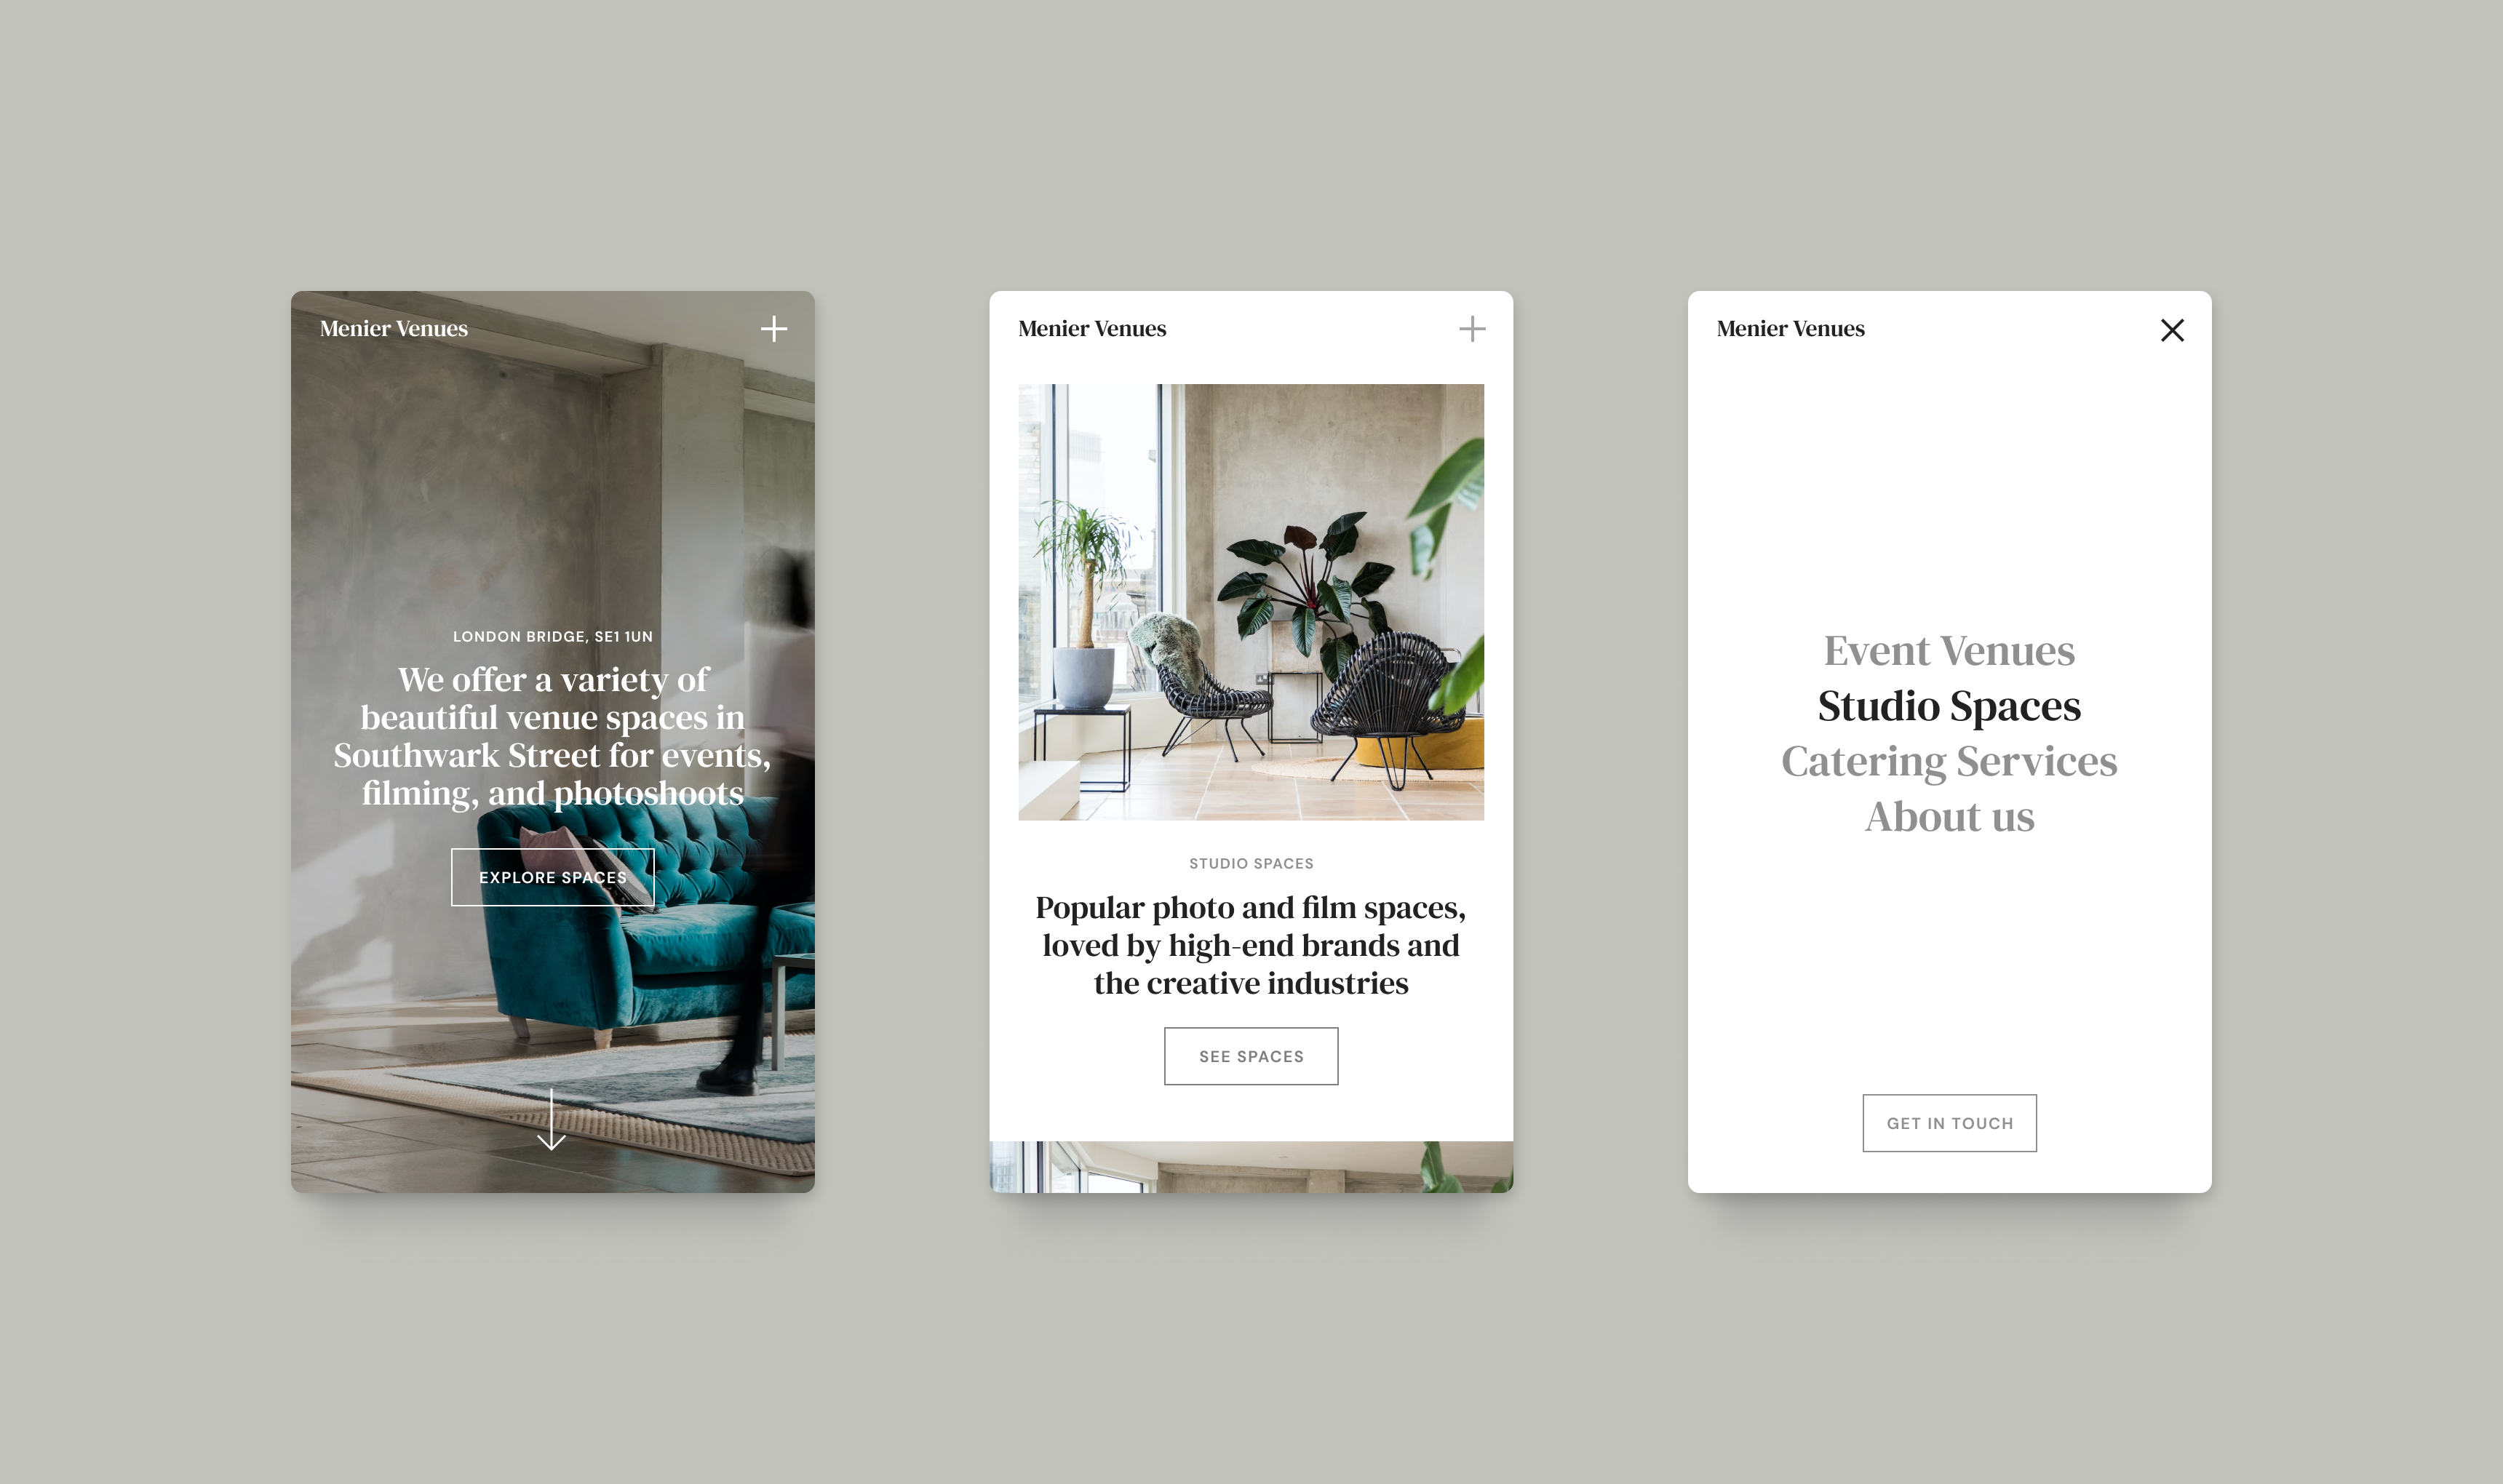 Menier Venues
LONDON BRIDGE, SE1 1UN
We offer a variety of
beautiful venue spaces in
Southwark Street for events,
filming, and photoshoots
EXPLORE SPACES
Menier Venues
STUDIO SPACES
Popular photo and film spaces,
loved by high-end brands and
the creative industries
SEE SPACES
Menier Venues
Event Venues
Studio Spaces
Catering Services
About us
GET IN TOUCH